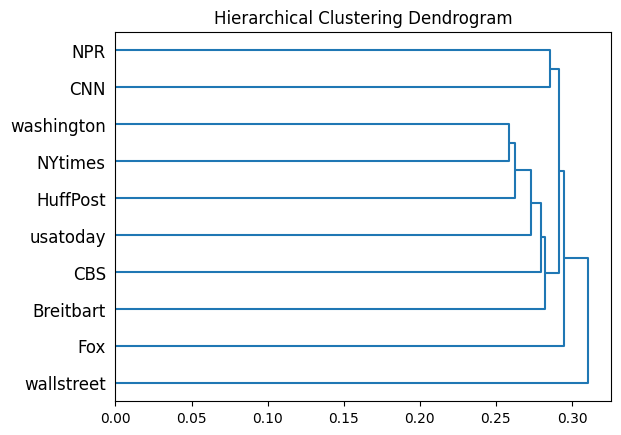 Hierarchical Clustering Dendrogram
NPR
CNN
washington
NYtimes
HuffPost
usatoday
CBS
Breitbart
Fox
wallstreet
0.00 0.05 0.10 0.15 0.20 0.25 0.30